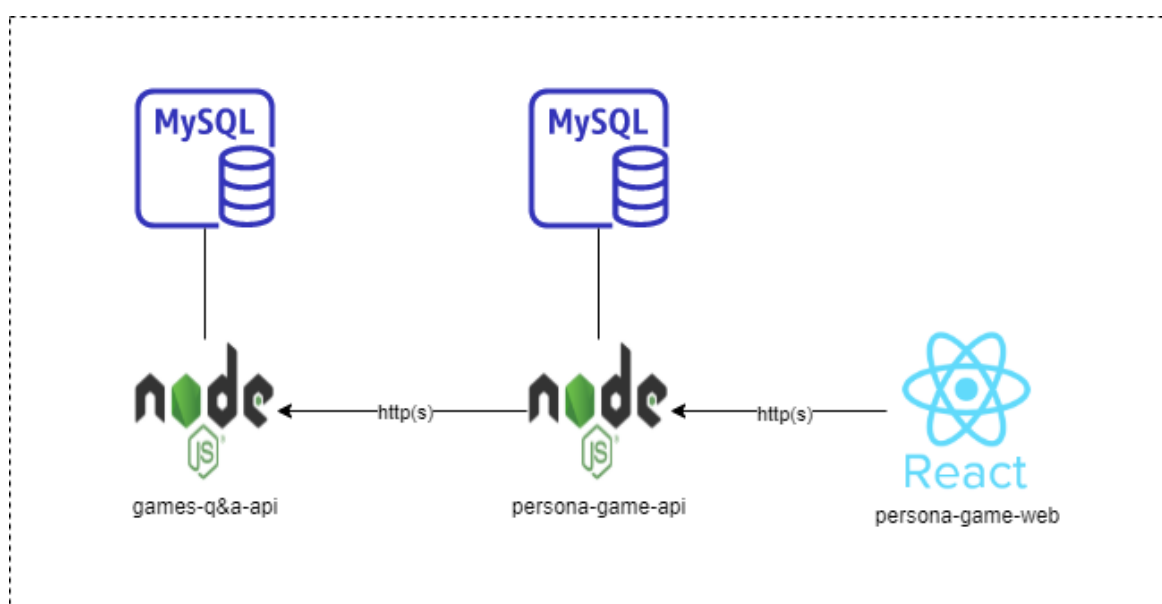 MySQL
MySQL
node
JS
games-q&a-api
http(s)
node
JS
persona-game-api
http(s)
React
persona-game-web